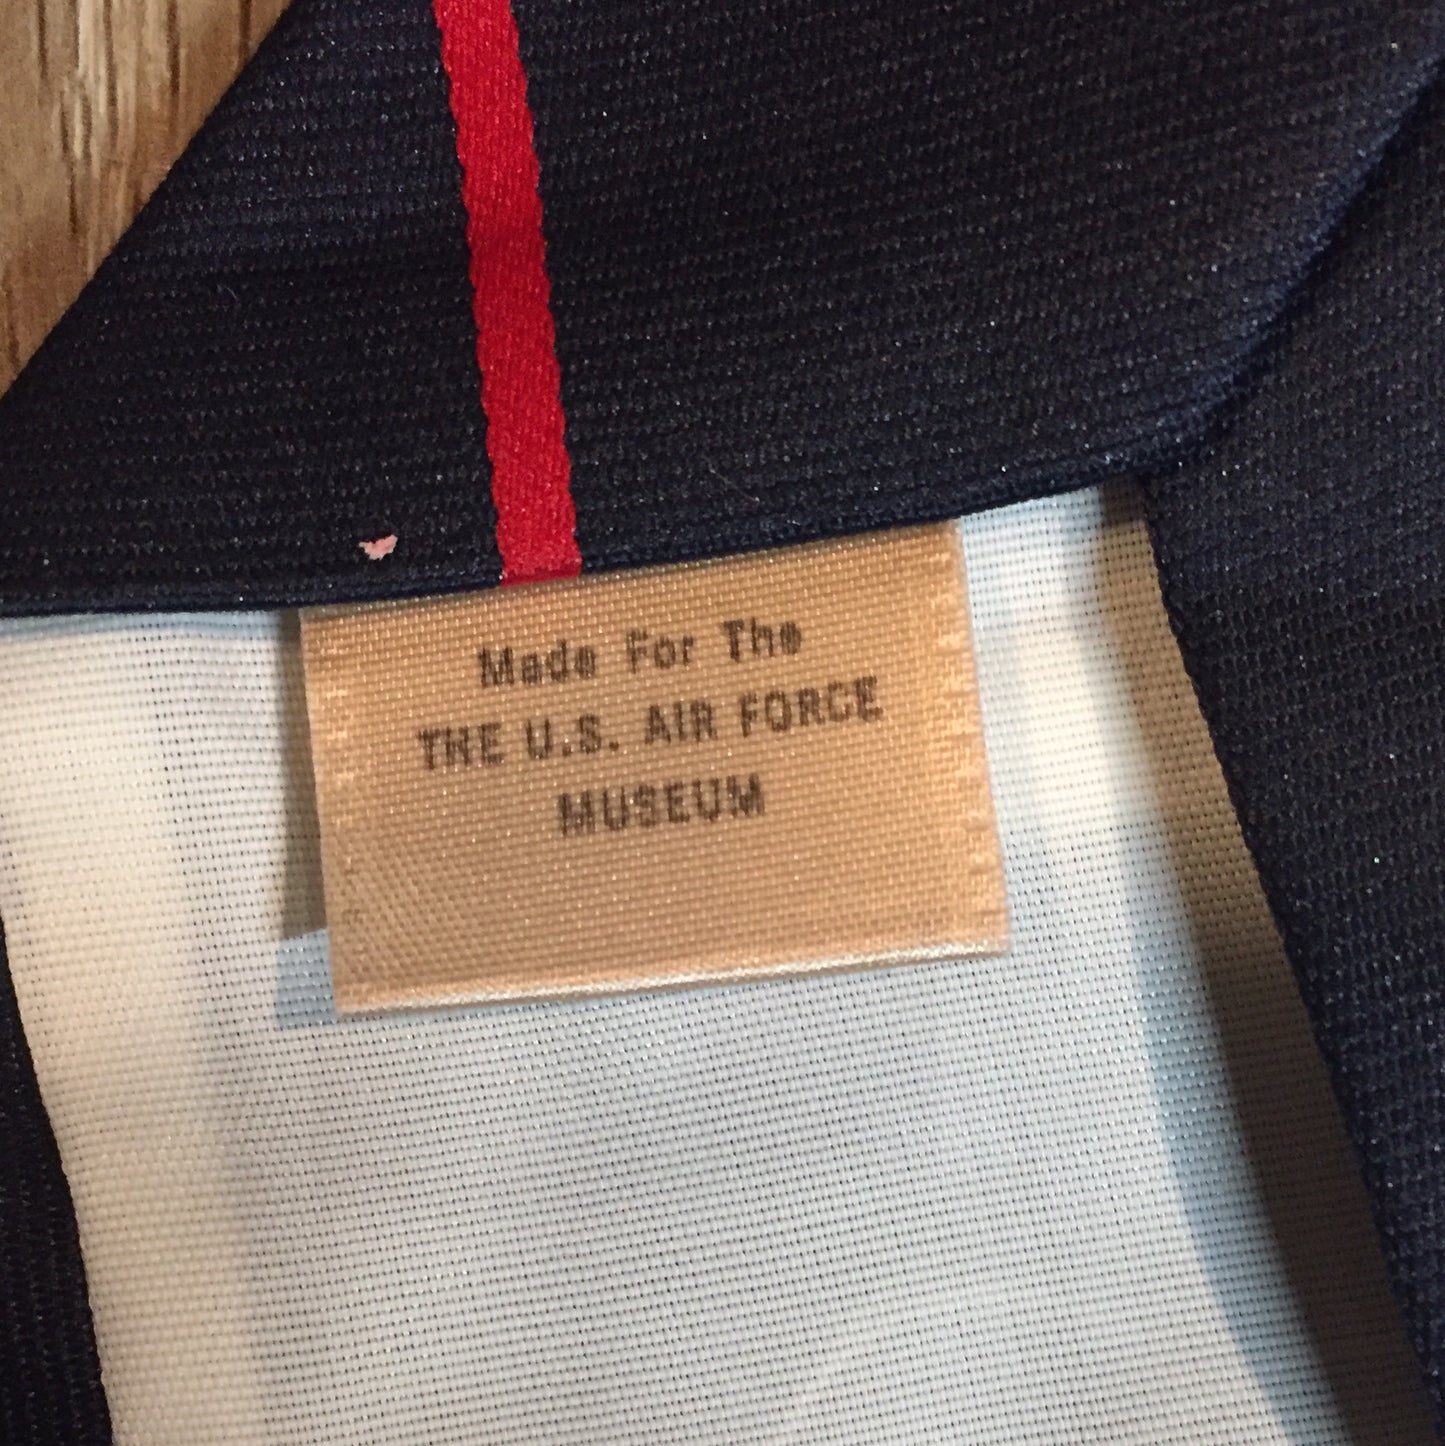 Made For The
THE U.S. AIR FORCE
MUSEUM